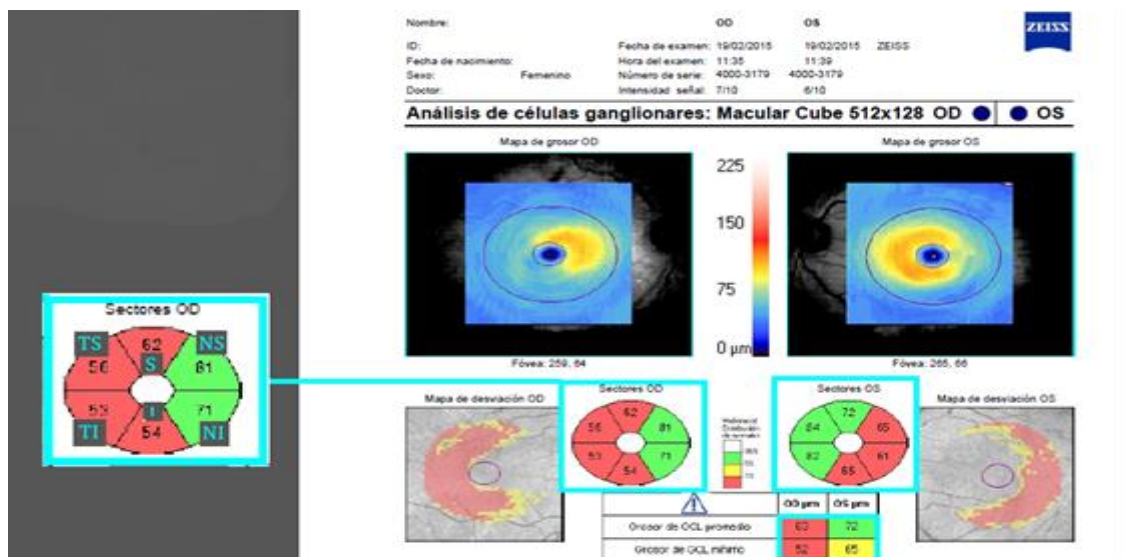 Nombre: OD OS
ZEISS
ID: Fecha de examen: 19/02/2015 19/02/2015 ZEISS
Fecha de nacimiento: Hora del examen: 11:35 11:39
Sexo: Femenino Número de serie: 4000-3179 4000-3179
Doctor: Intensidad señal: 7/10 6/10
Análisis de células ganglionares: Macular Cube 512x128 OD OS
Mapa de grosor OD Mapa de grosor OS
225
150
75
0 µm
Fóvea: 259, 64 Fóvea: 265, 66
Sectores OD
TS 62 NS
56 S 81
53 I 71
TI 54 NI
Mapa de desviación OD Sectores OD Sectores OS Mapa de desviación OS
62 72
56 81 84 65
53 71 82 61
54 65
Distribución
de normales
OD µm OS µm
Grosor de GCL promedio 63 72
Grosor de GCL mínimo 52 65